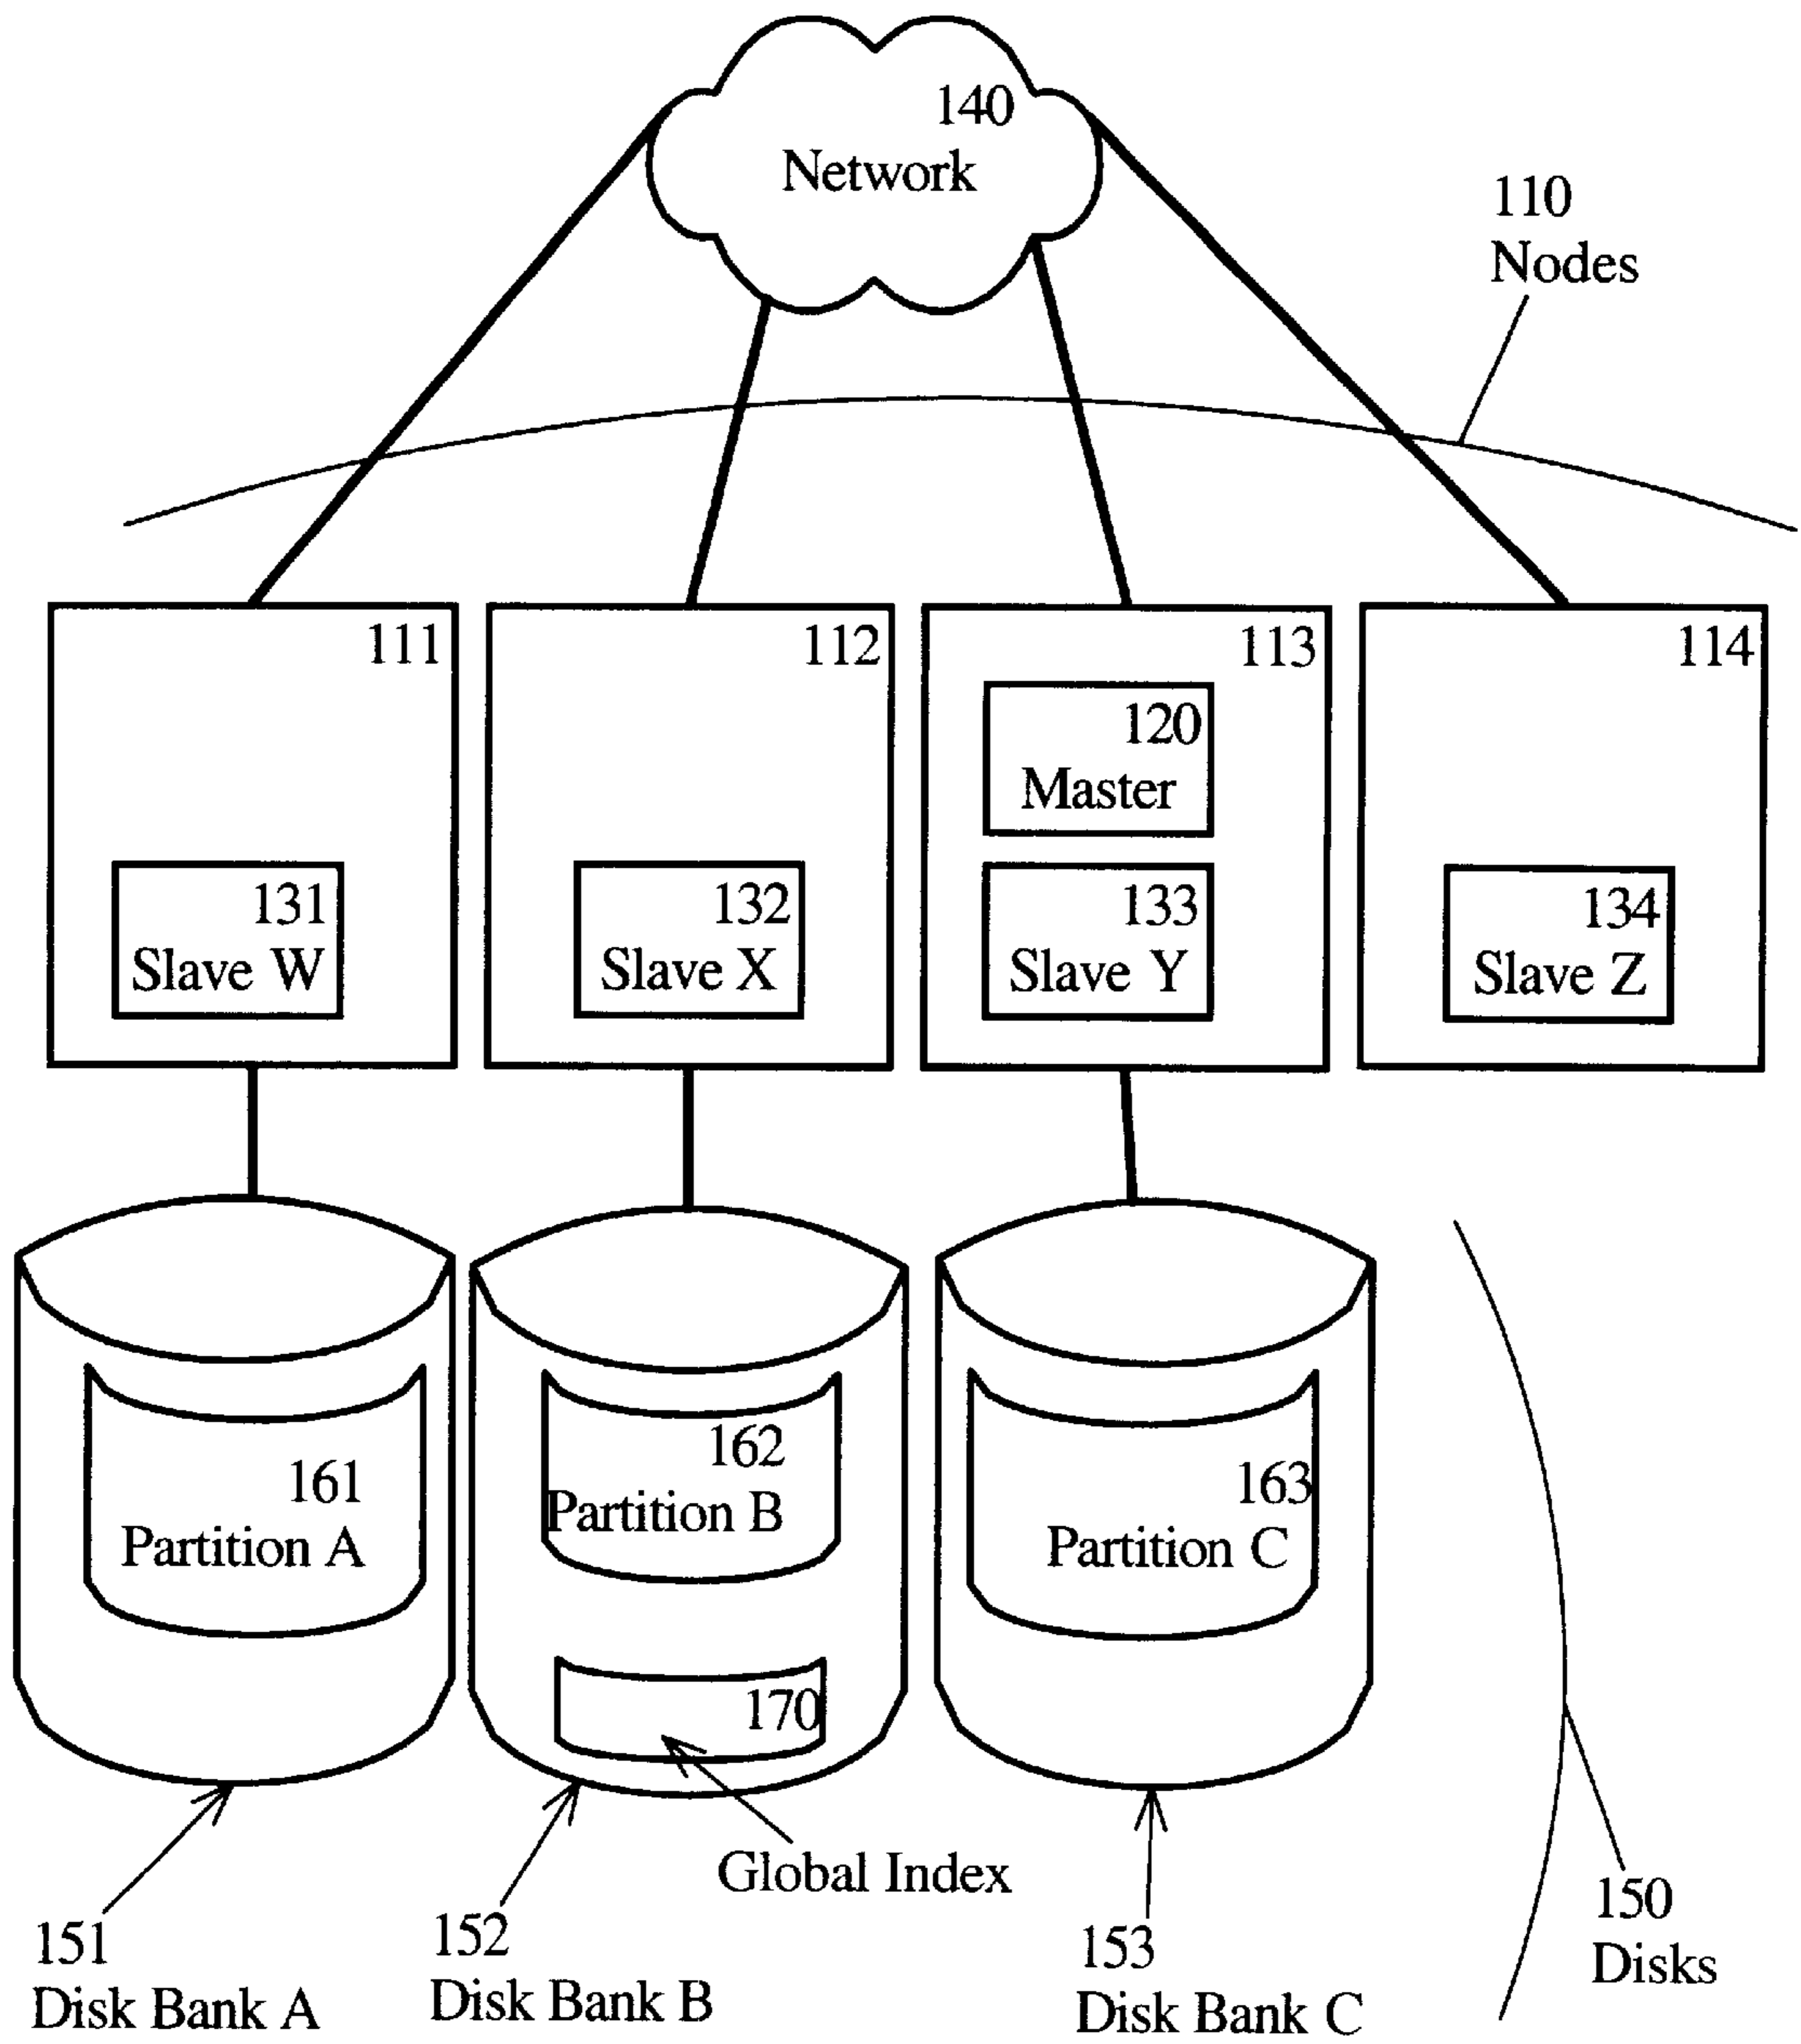 140
Network
110
Nodes
111
112
113
114
120
Master
131
Slave W
132
Slave X
133
Slave Y
134
Slave Z
161
Partition A
162
Partition B
163
Partition C
170
Global Index
151
Disk Bank A
152
Disk Bank B
153
Disk Bank C
150
Disks